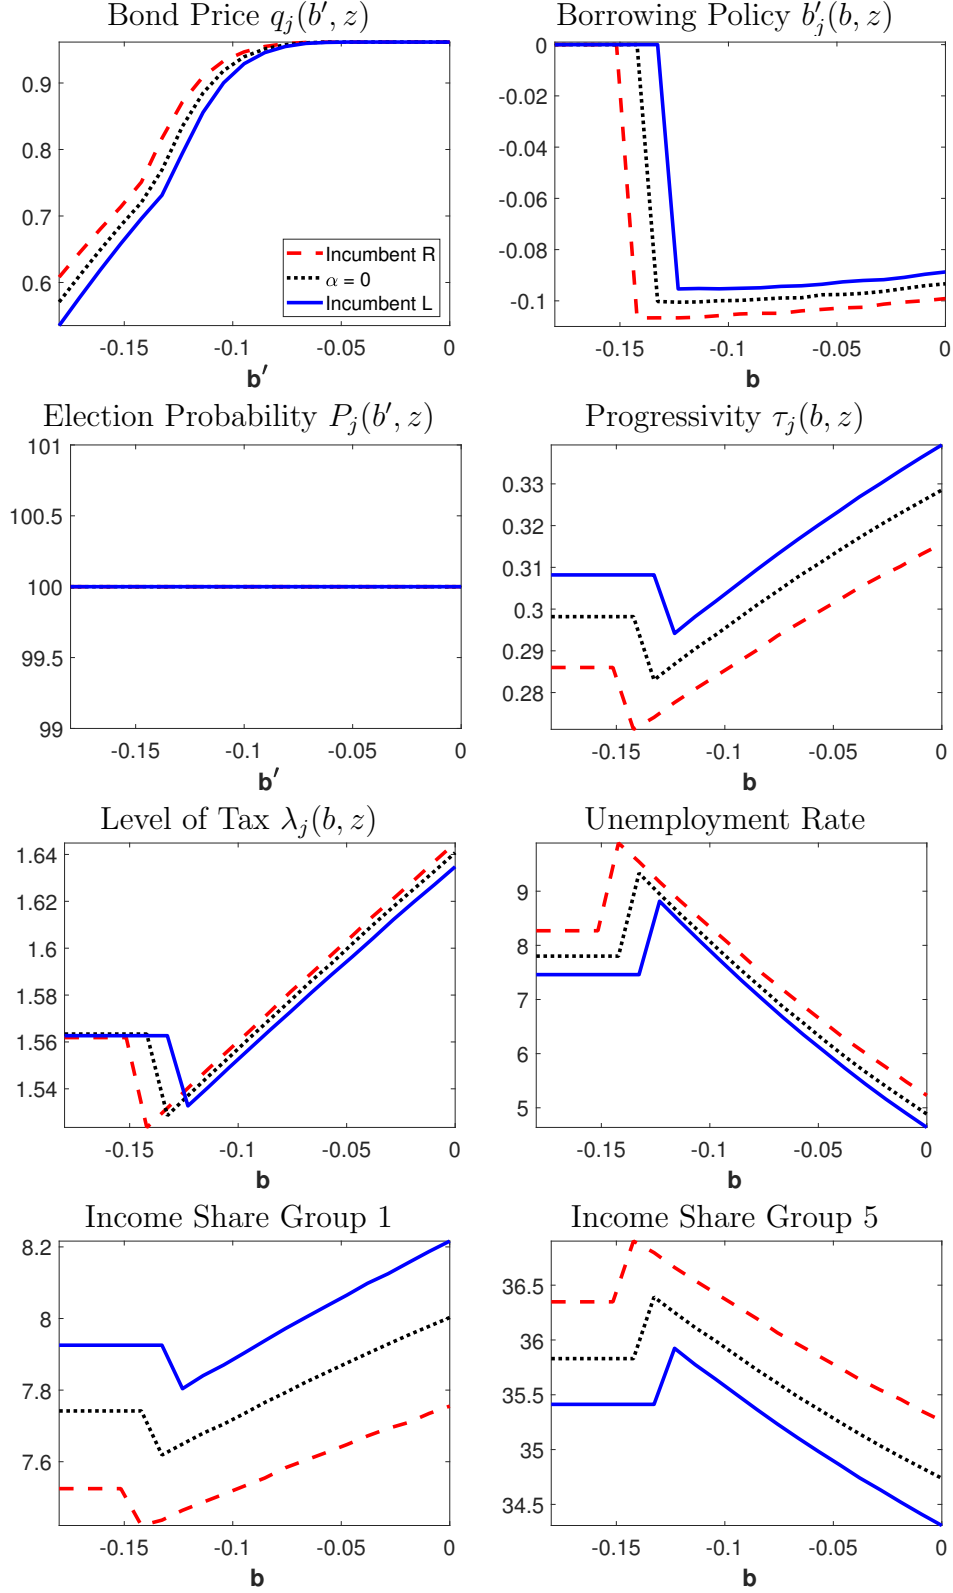 Bond Price q_j(b′, z)
0.9
0.8
0.7
0.6
Incumbent R
α = 0
Incumbent L
-0.15 -0.1 -0.05 0
b′
Borrowing Policy b′_j(b, z)
0
-0.02
-0.04
-0.06
-0.08
-0.1
-0.15 -0.1 -0.05 0
b
Election Probability P_j(b′, z)
101
100.5
100
99.5
99
-0.15 -0.1 -0.05 0
b′
Progressivity τ_j(b, z)
0.33
0.32
0.31
0.3
0.29
0.28
-0.15 -0.1 -0.05 0
b
Level of Tax λ_j(b, z)
1.64
1.62
1.6
1.58
1.56
1.54
-0.15 -0.1 -0.05 0
b
Unemployment Rate
9
8
7
6
5
-0.15 -0.1 -0.05 0
b
Income Share Group 1
8.2
8
7.8
7.6
-0.15 -0.1 -0.05 0
b
Income Share Group 5
36.5
36
35.5
35
34.5
-0.15 -0.1 -0.05 0
b